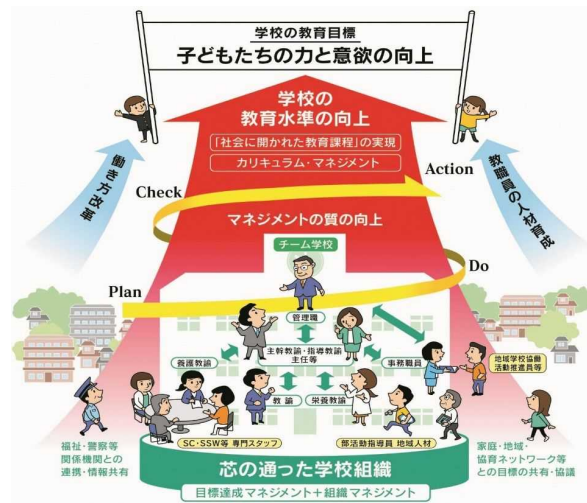 学校の教育目標
子どもたちの力と意欲の向上
学校の
教育水準の向上
「社会に開かれた教育課程」の実現
カリキュラム・マネジメント
働き方改革
教職員の人材育成
Check
Action
マネジメントの質の向上
チーム学校
Plan
Do
管理職
主幹教諭・指導教諭
主任等
養護教諭
事務職員
地域学校協働
活動推進員等
教諭
栄養教諭
SC・SSW等 専門スタッフ
部活動指導員 地域人材
福祉・警察等
関係機関との
連携・情報共有
家庭・地域・
協育ネットワーク等
との目標の共有・協議
芯の通った学校組織
目標達成マネジメント+組織マネジメント